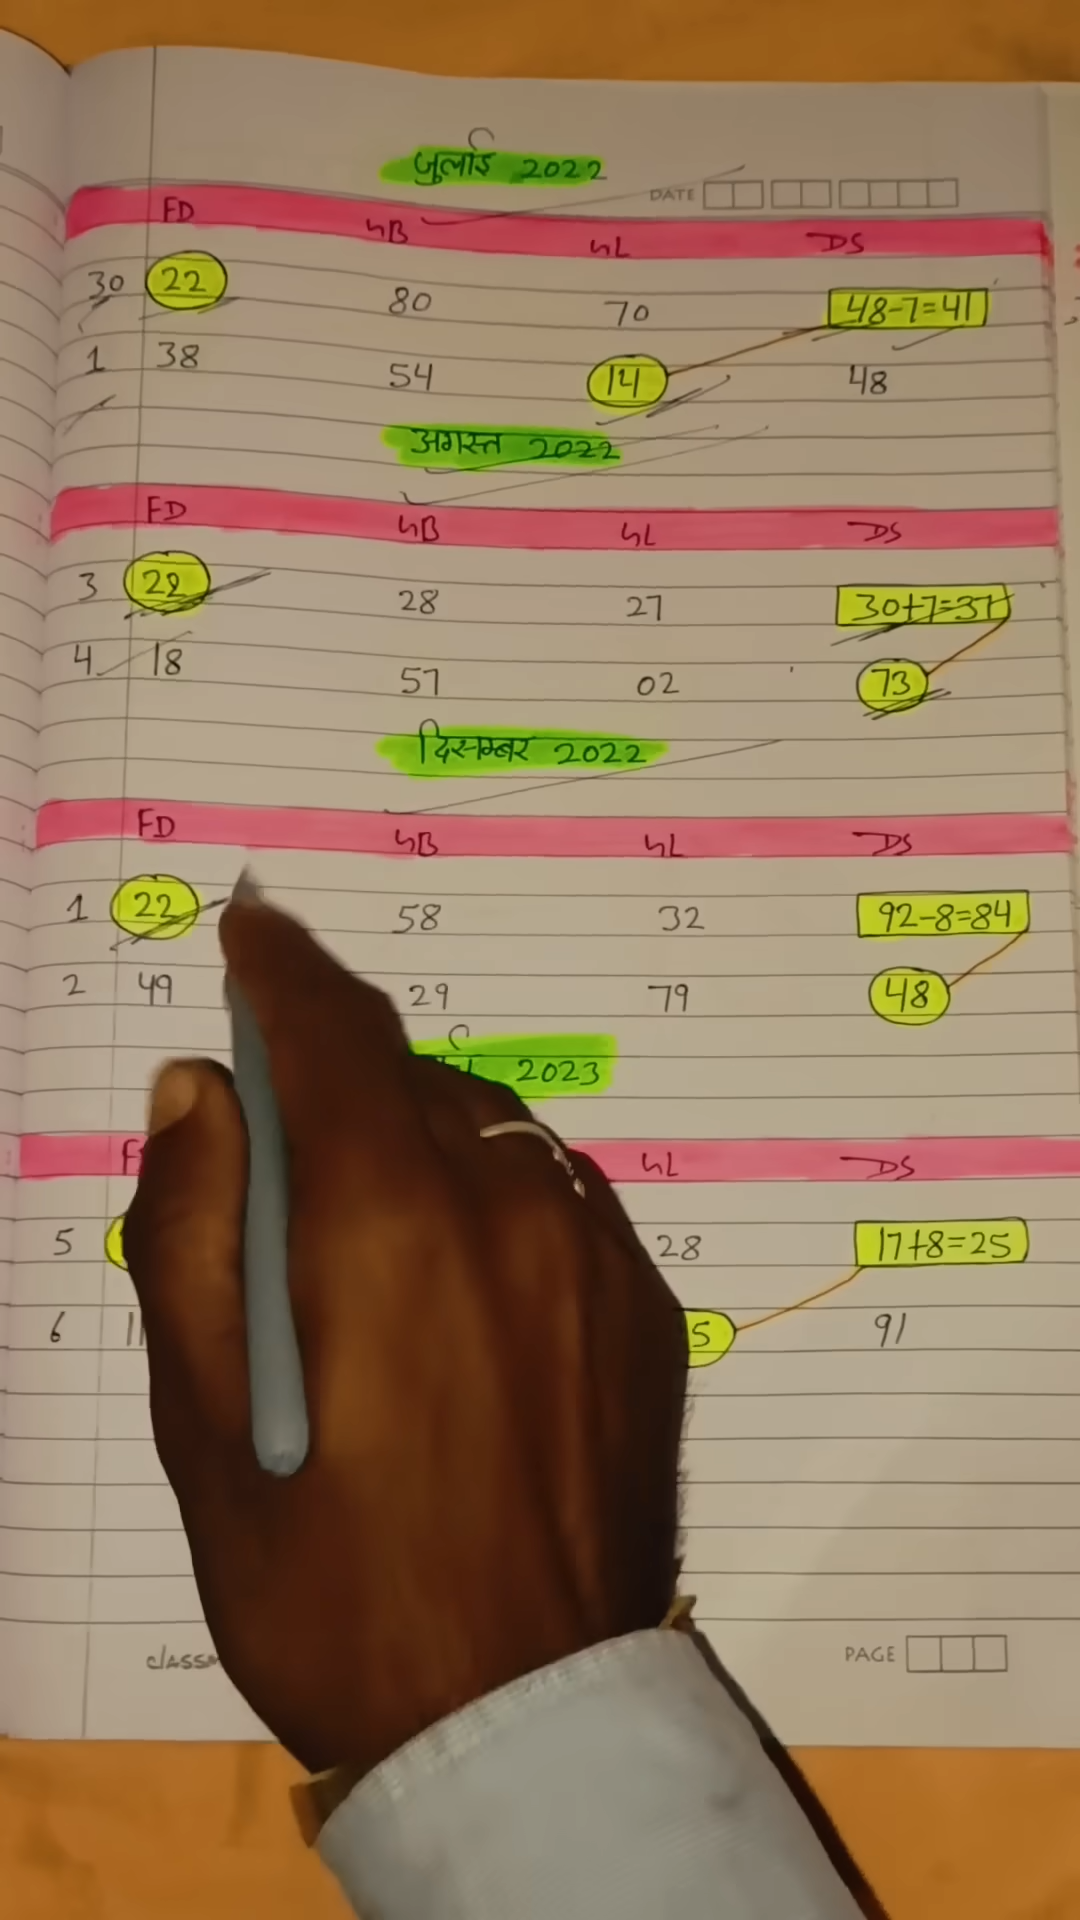 जुलाई 2022
DATE
FD GB GL DS
30 22 80 70 48-7=41
1 38 54 14 48
अगस्त 2022
FD GB GL DS
3 22 28 27 30+7=37
4 18 57 02 73
दिसम्बर 2022
FD GB GL DS
1 22 58 32 92-8=84
2 49 29 79 48
2023
GL DS
5 28 17+8=25
6 91
PAGE